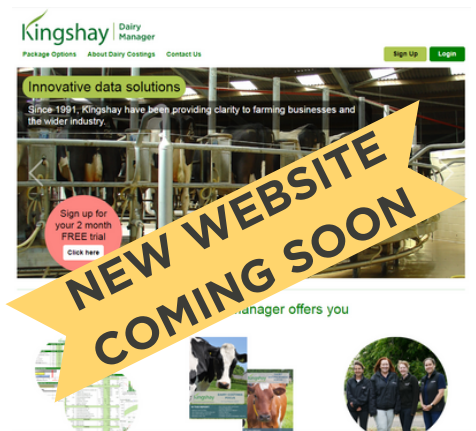 Kingshay
Dairy
Manager
Package Options
About Dairy Costings
Contact Us
Sign Up
Login
Innovative data solutions
Since 1991, Kingshay have been providing clarity to farming businesses and
the wider industry.
Sign up for
your 2 month
FREE trial
Click here
NEW WEBSITE
COMING SOON
anager offers you
Kingshay